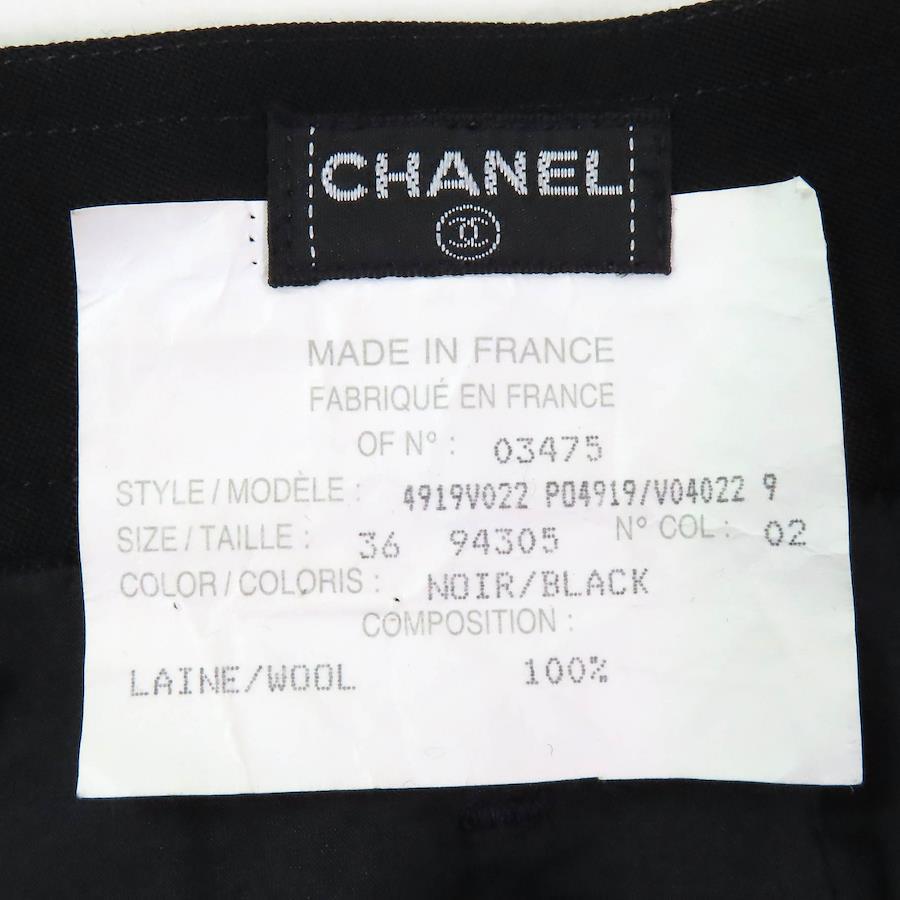 CHANEL
MADE IN FRANCE
FABRIQUÉ EN FRANCE
OF N° : 03475
STYLE/MODÈLE : 4919V022 P04919/V04022 9
SIZE/TAILLE : 36 94305 N° COL : 02
COLOR/COLORIS : NOIR/BLACK
COMPOSITION :
LAINE/WOOL 100%